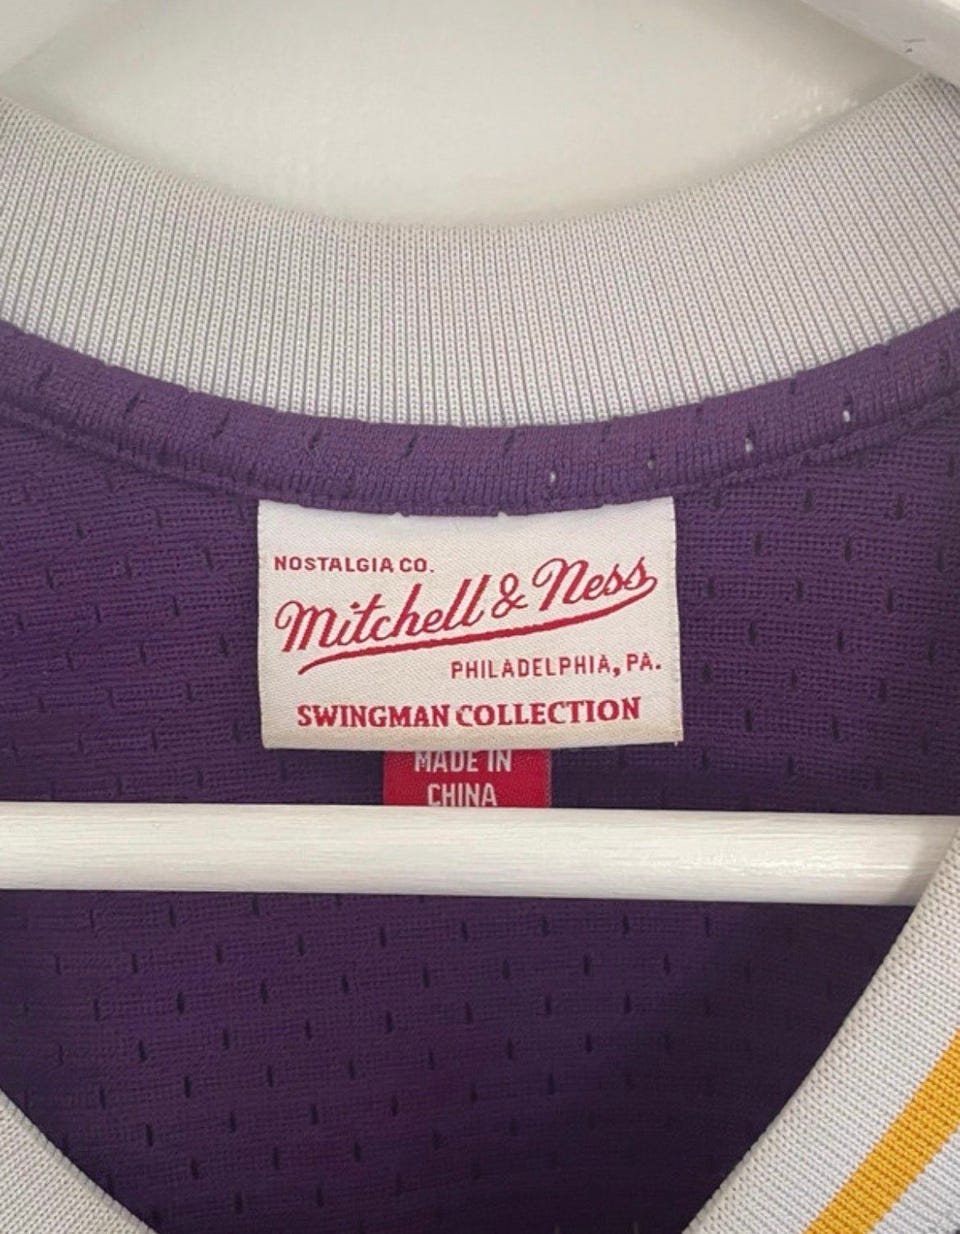 NOSTALGIA CO.
Mitchell & Ness
PHILADELPHIA, PA.
SWINGMAN COLLECTION
MADE IN
CHINA